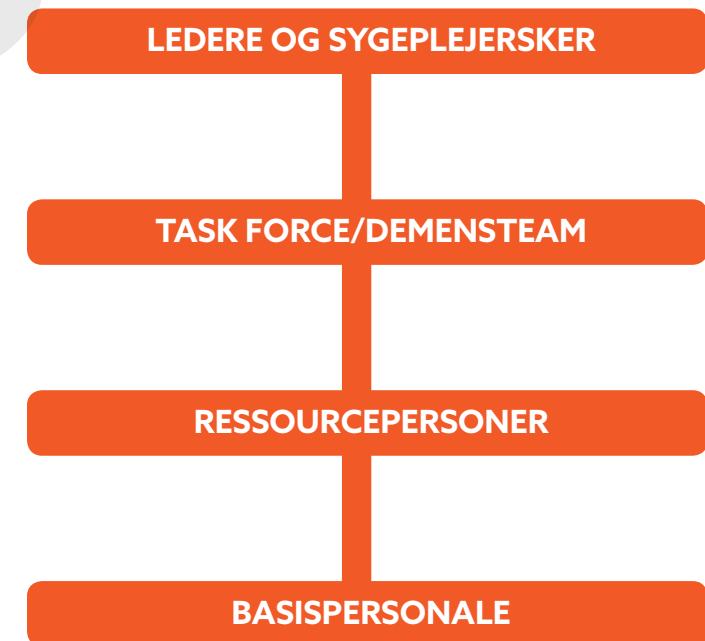 LEDERE OG SYGEPLEJERSKER
TASK FORCE/DEMENSTEAM
RESSOURCEPERSONER
BASISPERSONALE